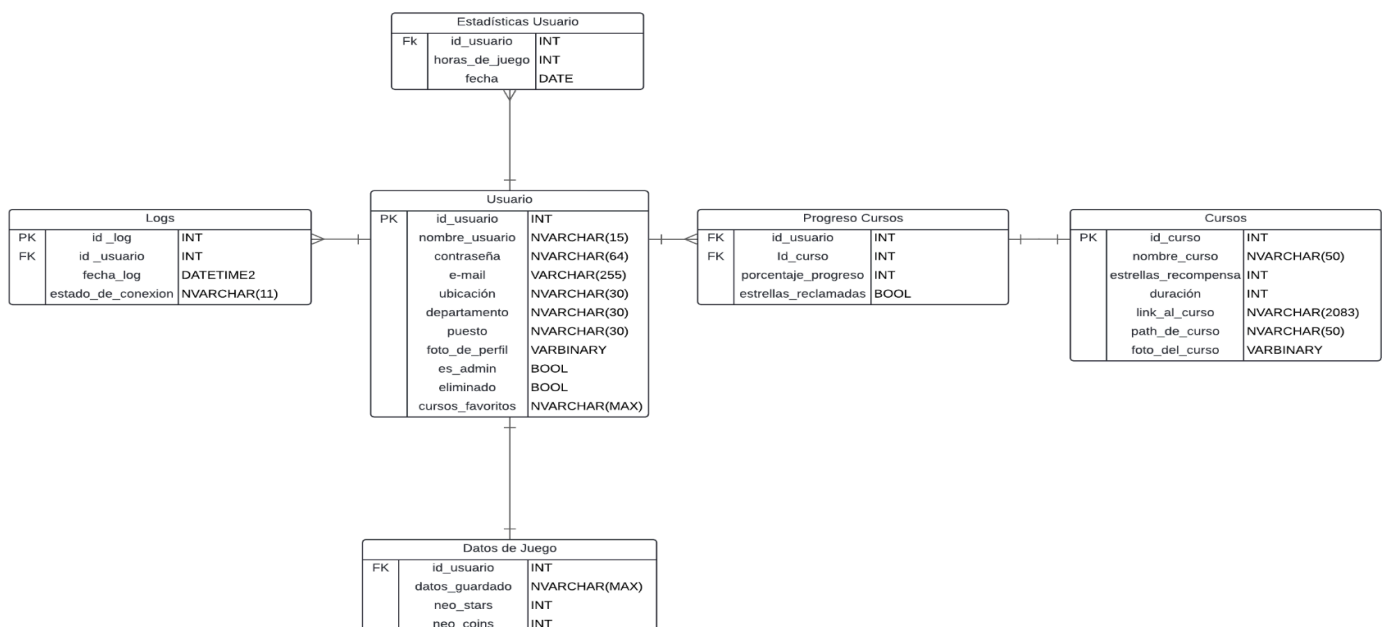 Estadísticas Usuario
Fk id_usuario INT
horas_de_juego INT
fecha DATE
Logs
PK id _log INT
FK id _usuario INT
fecha_log DATETIME2
estado_de_conexion NVARCHAR(11)
Usuario
PK id_usuario INT
nombre_usuario NVARCHAR(15)
contraseña NVARCHAR(64)
e-mail VARCHAR(255)
ubicación NVARCHAR(30)
departamento NVARCHAR(30)
puesto NVARCHAR(30)
foto_de_perfil VARBINARY
es_admin BOOL
eliminado BOOL
cursos_favoritos NVARCHAR(MAX)
Progreso Cursos
FK id_usuario INT
FK Id_curso INT
porcentaje_progreso INT
estrellas_reclamadas BOOL
Cursos
PK id_curso INT
nombre_curso NVARCHAR(50)
estrellas_recompensa INT
duración INT
link_al_curso NVARCHAR(2083)
path_de_curso NVARCHAR(50)
foto_del_curso VARBINARY
Datos de Juego
FK id_usuario INT
datos_guardado NVARCHAR(MAX)
neo_stars INT
neo_coins INT